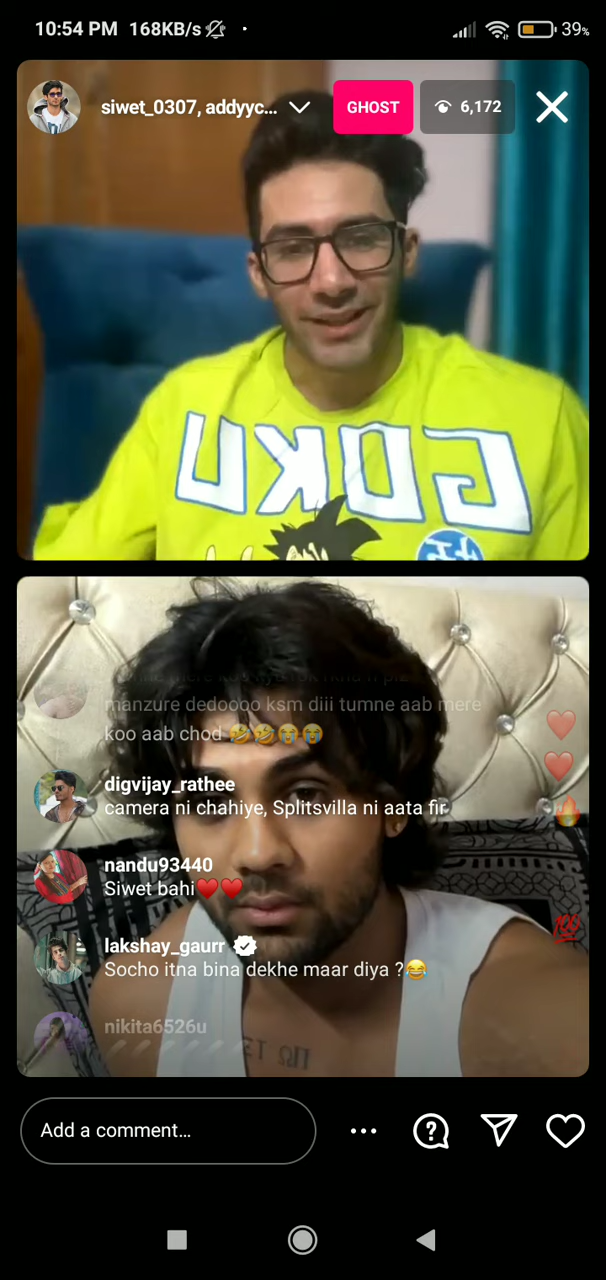 10:54 PM 168KB/s
39%
siwet_0307, addyyc...
GHOST
6,172
GOKU
manzure dedoooo ksm diii tumne aab mere
koo aab chod 🤣🤣😭😭
digvijay_rathee
camera ni chahiye, Splitsvilla ni aata fir
nandu93440
Siwet bahi❤️❤️
lakshay_gaurr
Socho itna bina dekhe maar diya ?😂
💯
nikita6526u
Add a comment...